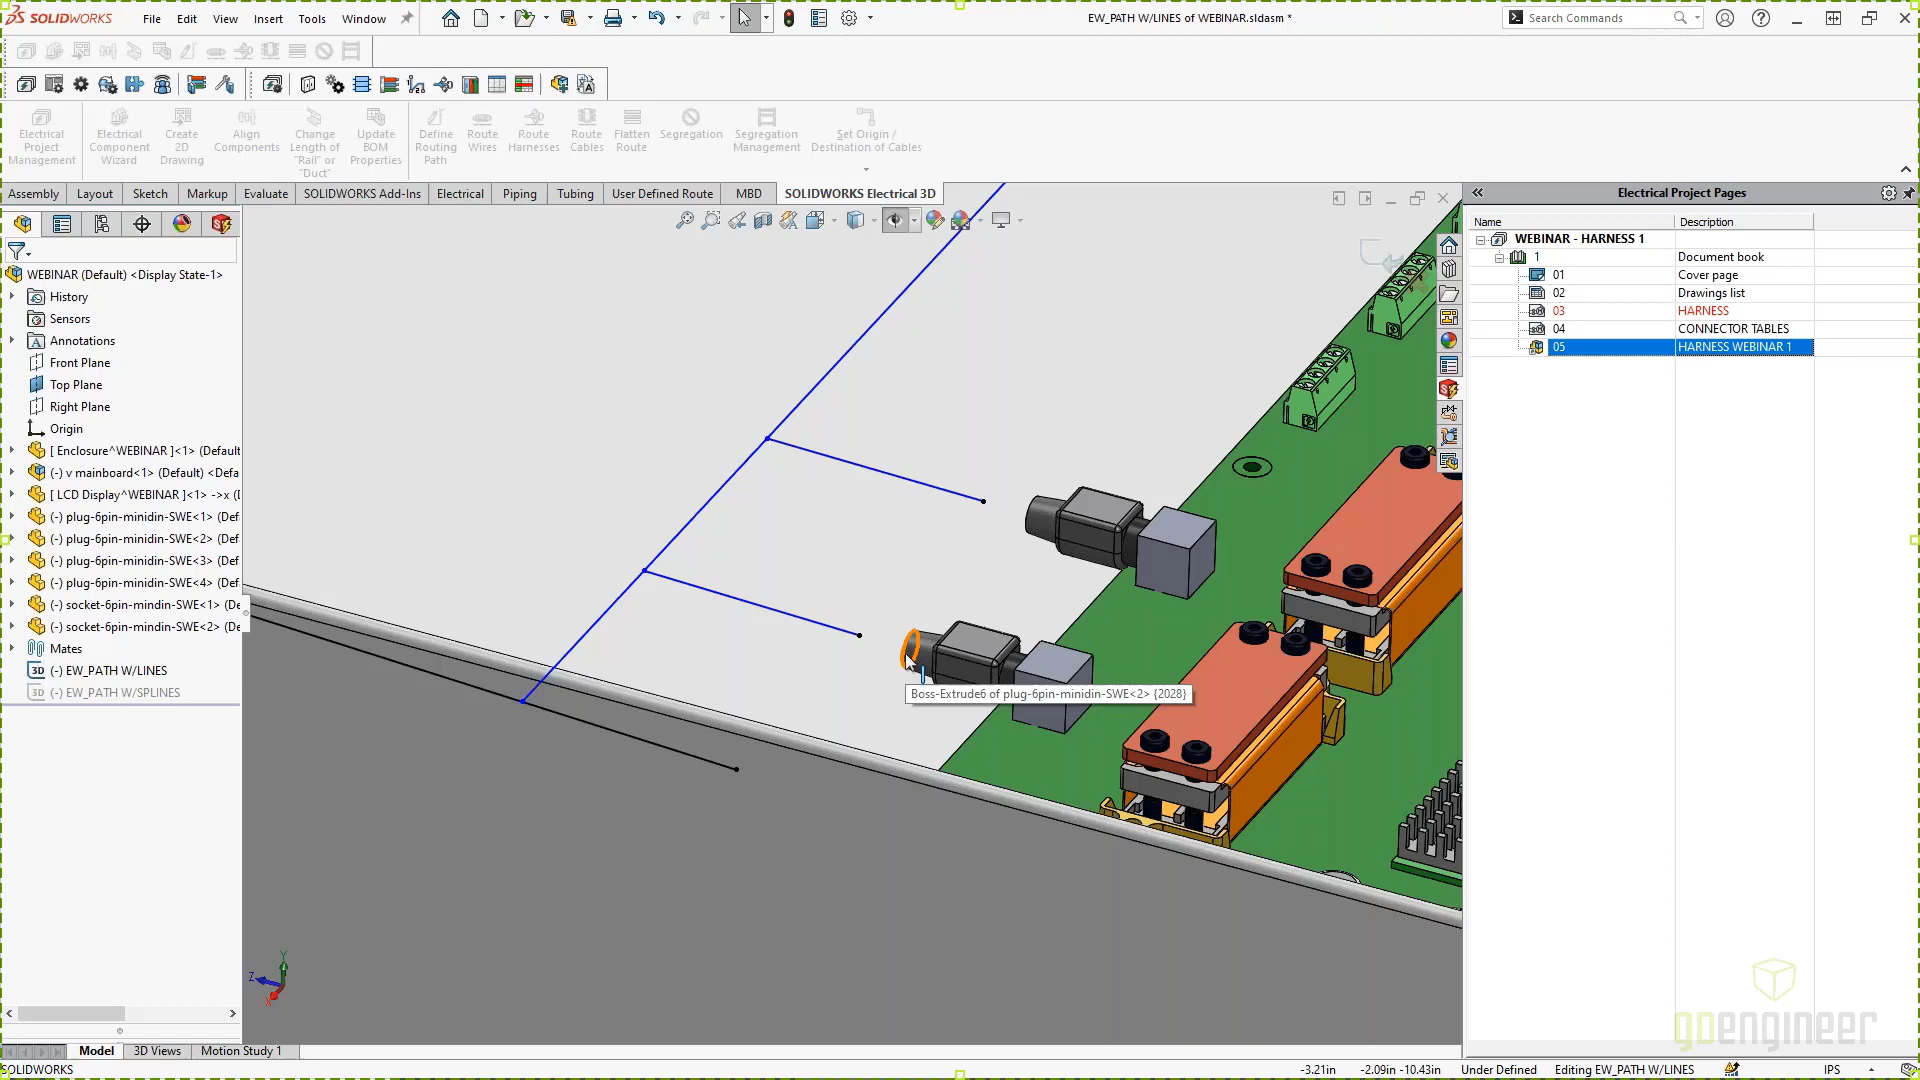 SOLIDWORKS
File Edit View Insert Tools Window
EW_PATH W/LINES of WEBINAR.sldasm *
Search Commands
Electrical Project Management
Electrical Component Wizard
Create 2D Drawing
Align Components
Change Length of "Rail" or "Duct"
Update BOM Properties
Define Routing Path
Route Wires
Route Harnesses
Route Cables
Flatten Route
Segregation
Segregation Management
Set Origin / Destination of Cables
Assembly Layout Sketch Markup Evaluate SOLIDWORKS Add-Ins Electrical Piping Tubing User Defined Route MBD SOLIDWORKS Electrical 3D
WEBINAR (Default) <Display State-1>
History
Sensors
Annotations
Front Plane
Top Plane
Right Plane
Origin
[ Enclosure^WEBINAR ]<1> (Default
(-) v mainboard<1> (Default) <Defa
[ LCD Display^WEBINAR ]<1> ->x (D
(-) plug-6pin-minidin-SWE<1> (Def
(-) plug-6pin-minidin-SWE<2> (Def
(-) plug-6pin-minidin-SWE<3> (Def
(-) plug-6pin-minidin-SWE<4> (Def
(-) socket-6pin-mindin-SWE<1> (De
(-) socket-6pin-mindin-SWE<2> (De
Mates
3D (-) EW_PATH W/LINES
3D (-) EW_PATH W/SPLINES
Boss-Extrude6 of plug-6pin-minidin-SWE<2> {2028}
Y
Z
X
Electrical Project Pages
Name Description
WEBINAR - HARNESS 1
1 Document book
01 Cover page
02 Drawings list
03 HARNESS
04 CONNECTOR TABLES
05 HARNESS WEBINAR 1
goengineer
Model 3D Views Motion Study 1
SOLIDWORKS
-3.21in -2.09in -10.43in Under Defined Editing EW_PATH W/LINES IPS